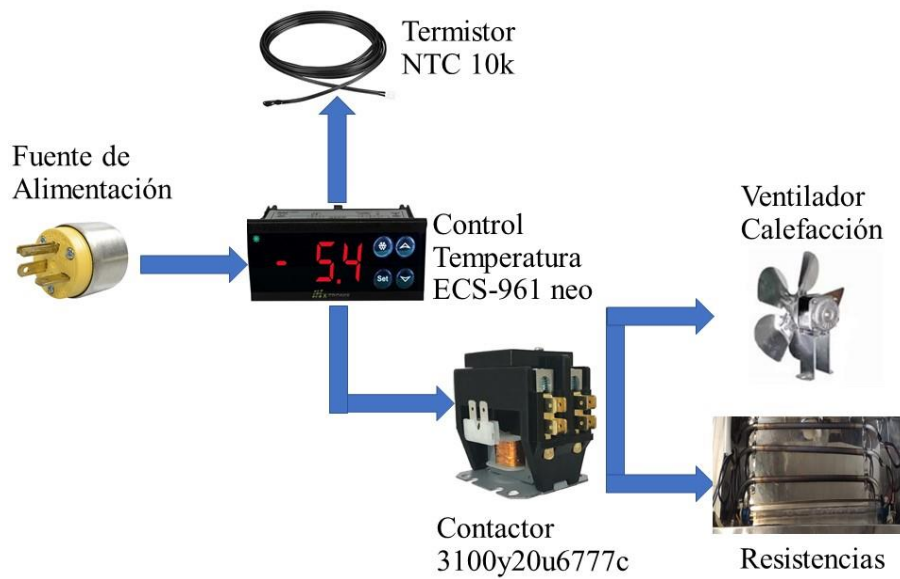 Termistor
NTC 10k
Fuente de
Alimentación
- 5.4
Set
Control
Temperatura
ECS-961 neo
Ventilador
Calefacción
Contactor
3100y20u6777c
Resistencias